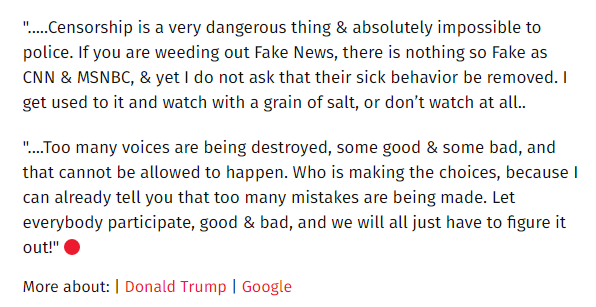 ".....Censorship is a very dangerous thing & absolutely impossible to
police. If you are weeding out Fake News, there is nothing so Fake as
CNN & MSNBC, & yet I do not ask that their sick behavior be removed. I
get used to it and watch with a grain of salt, or don’t watch at all..
"....Too many voices are being destroyed, some good & some bad, and
that cannot be allowed to happen. Who is making the choices, because I
can already tell you that too many mistakes are being made. Let
everybody participate, good & bad, and we will all just have to figure it
out!"
More about: | Donald Trump | Google